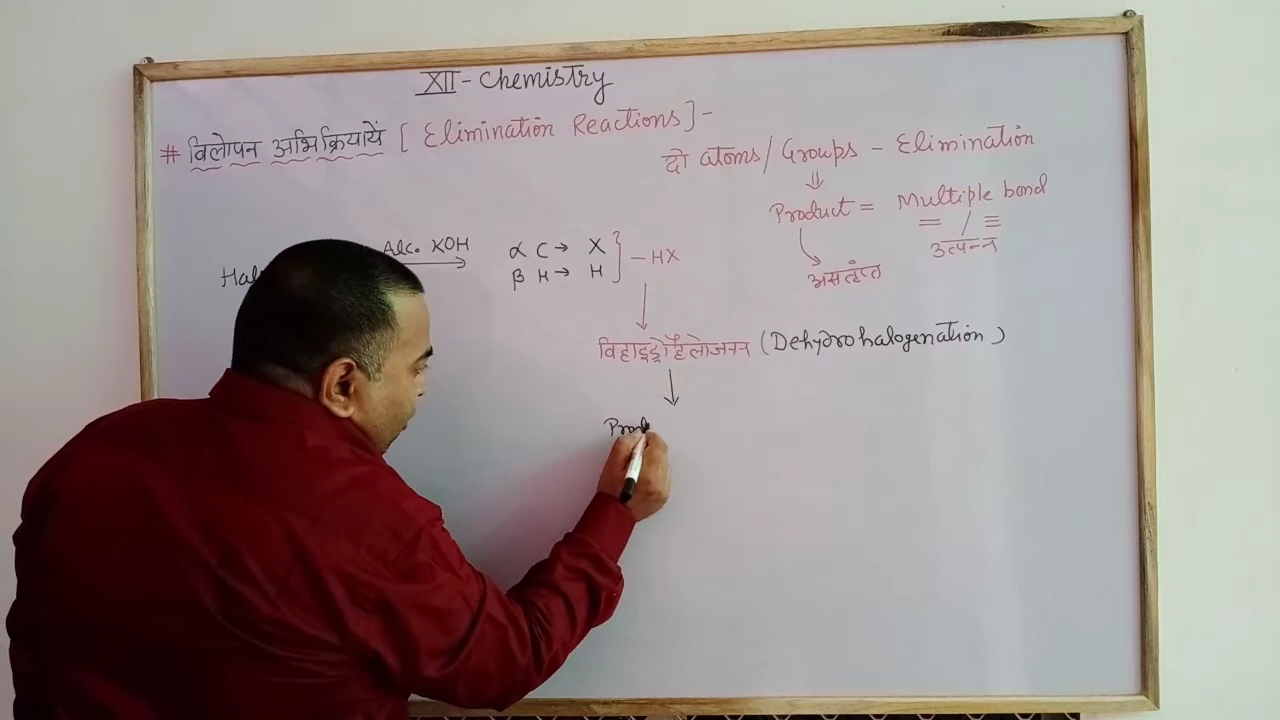 XII - Chemistry
# विलोपन अभिक्रियायें [ Elimination Reactions ] -
दो atoms / Groups - Elimination
⇓
Product = Multiple bond
= / ≡
उत्पन्न
असतृंप्त
Alc. KOH
α C → X
β H → H
} - HX
विहाइड्रोहैलोजनन (Dehydrohalogenation)